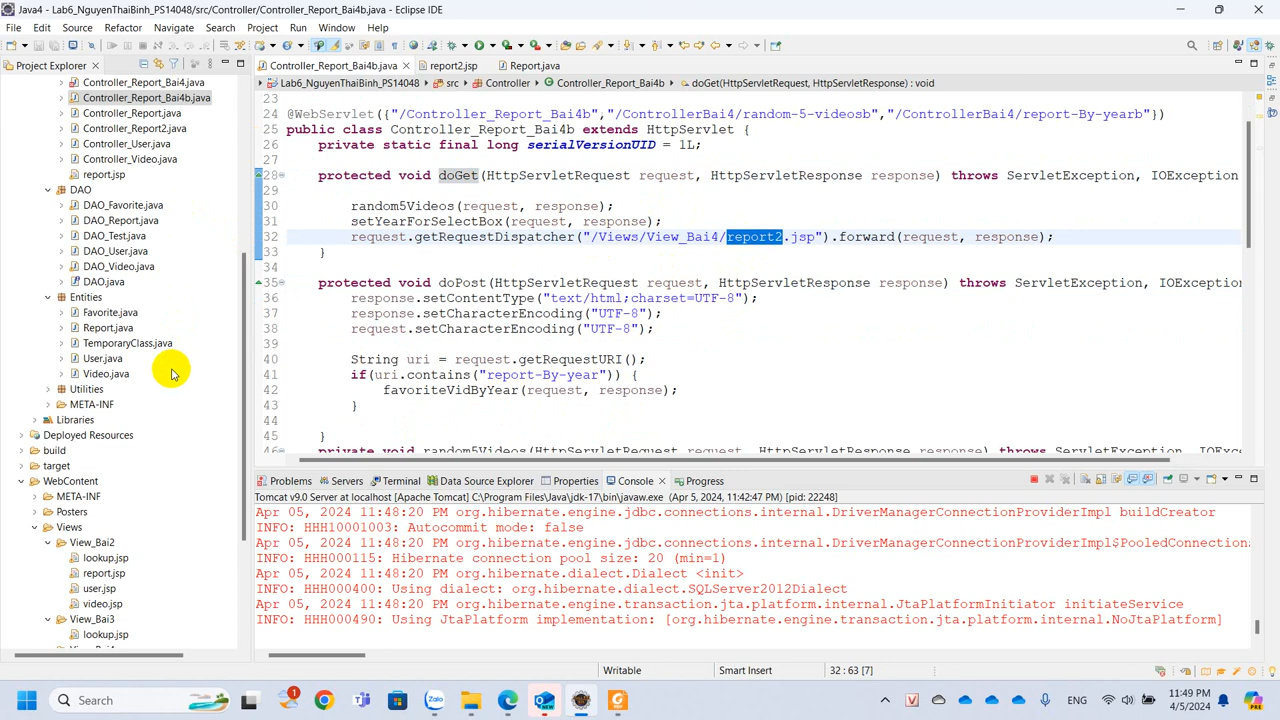 Java4 - Lab6_NguyenThaiBinh_PS14048/src/Controller/Controller_Report_Bai4b.java - Eclipse IDE
File Edit Source Refactor Navigate Search Project Run Window Help
Project Explorer
Controller_Report_Bai4.java
Controller_Report_Bai4b.java
Controller_Report.java
Controller_Report2.java
Controller_User.java
Controller_Video.java
report.jsp
DAO
DAO_Favorite.java
DAO_Report.java
DAO_Test.java
DAO_User.java
DAO_Video.java
DAO.java
Entities
Favorite.java
Report.java
TemporaryClass.java
User.java
Video.java
Utilities
META-INF
Libraries
Deployed Resources
build
target
WebContent
META-INF
Posters
Views
View_Bai2
lookup.jsp
report.jsp
user.jsp
video.jsp
View_Bai3
lookup.jsp
Controller_Report_Bai4b.java report2.jsp Report.java
Lab6_NguyenThaiBinh_PS14048 src Controller Controller_Report_Bai4b doGet(HttpServletRequest, HttpServletResponse) : void
23
24 @WebServlet({"/Controller_Report_Bai4b","/ControllerBai4/random-5-videosb","/ControllerBai4/report-By-yearb"})
25 public class Controller_Report_Bai4b extends HttpServlet {
26 private static final long serialVersionUID = 1L;
27
28 protected void doGet(HttpServletRequest request, HttpServletResponse response) throws ServletException, IOException
29
30 random5Videos(request, response);
31 setYearForSelectBox(request, response);
32 request.getRequestDispatcher("/Views/View_Bai4/report2.jsp").forward(request, response);
33 }
34
35 protected void doPost(HttpServletRequest request, HttpServletResponse response) throws ServletException, IOException
36 response.setContentType("text/html;charset=UTF-8");
37 response.setCharacterEncoding("UTF-8");
38 request.setCharacterEncoding("UTF-8");
39
40 String uri = request.getRequestURI();
41 if(uri.contains("report-By-year")) {
42 favoriteVidByYear(request, response);
43 }
44
45 }
46 private void random5Videos(HttpServletRequest request, HttpServletResponse response) throws ServletException, IOExce
Problems Servers Terminal Data Source Explorer Properties Console Progress
Tomcat v9.0 Server at localhost [Apache Tomcat] C:\Program Files\Java\jdk-17\bin\javaw.exe (Apr 5, 2024, 11:42:47 PM) [pid: 22248]
Apr 05, 2024 11:48:20 PM org.hibernate.engine.jdbc.connections.internal.DriverManagerConnectionProviderImpl buildCreator
INFO: HHH10001003: Autocommit mode: false
Apr 05, 2024 11:48:20 PM org.hibernate.engine.jdbc.connections.internal.DriverManagerConnectionProviderImpl$PooledConnections
INFO: HHH000115: Hibernate connection pool size: 20 (min=1)
Apr 05, 2024 11:48:20 PM org.hibernate.dialect.Dialect <init>
INFO: HHH000400: Using dialect: org.hibernate.dialect.SQLServer2012Dialect
Apr 05, 2024 11:48:20 PM org.hibernate.engine.transaction.jta.platform.internal.JtaPlatformInitiator initiateService
INFO: HHH000490: Using JtaPlatform implementation: [org.hibernate.engine.transaction.jta.platform.internal.NoJtaPlatform]
Writable Smart Insert 32 : 63 [7]
Search 1 ENG 11:49 PM
4/5/2024